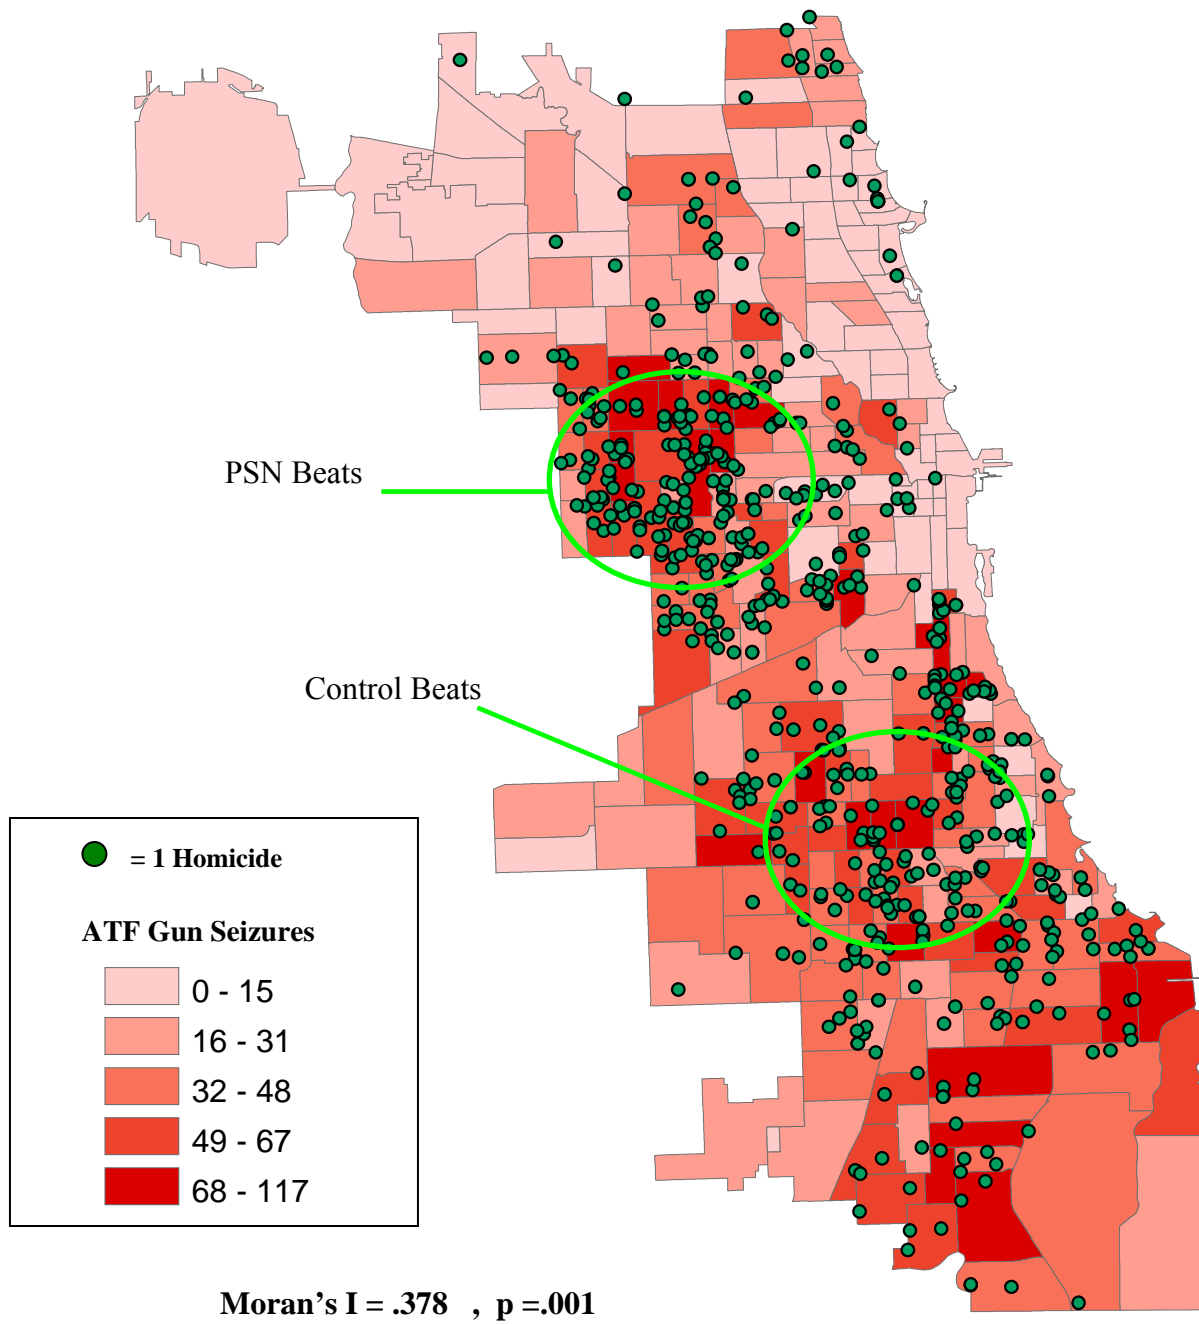 PSN Beats
Control Beats
= 1 Homicide
ATF Gun Seizures
0 - 15
16 - 31
32 - 48
49 - 67
68 - 117
Moran's I = .378 , p =.001